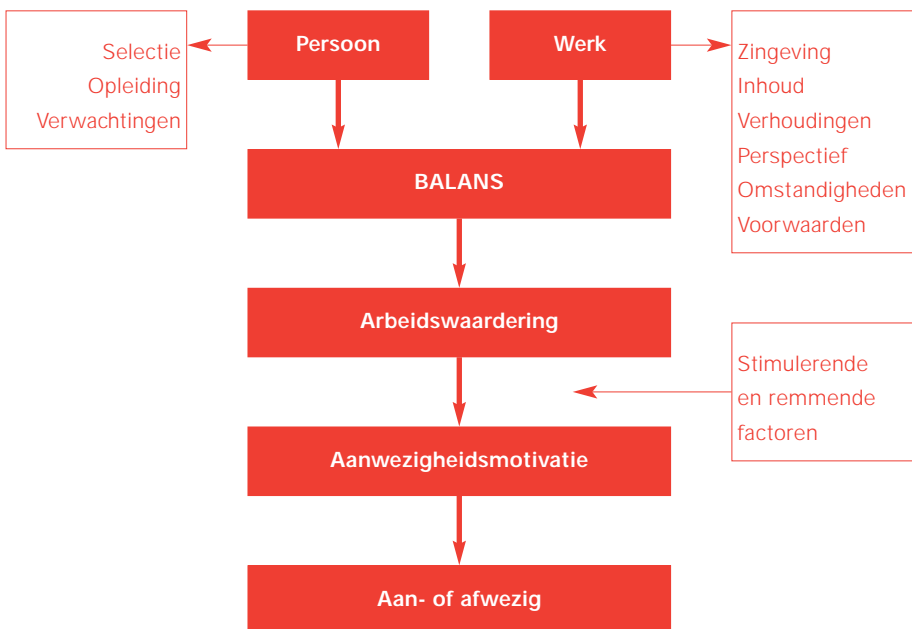 Selectie
Opleiding
Verwachtingen
Persoon
Werk
Zingeving
Inhoud
Verhoudingen
Perspectief
Omstandigheden
Voorwaarden
BALANS
Arbeidswaardering
Stimulerende
en remmende
factoren
Aanwezigheidsmotivatie
Aan- of afwezig